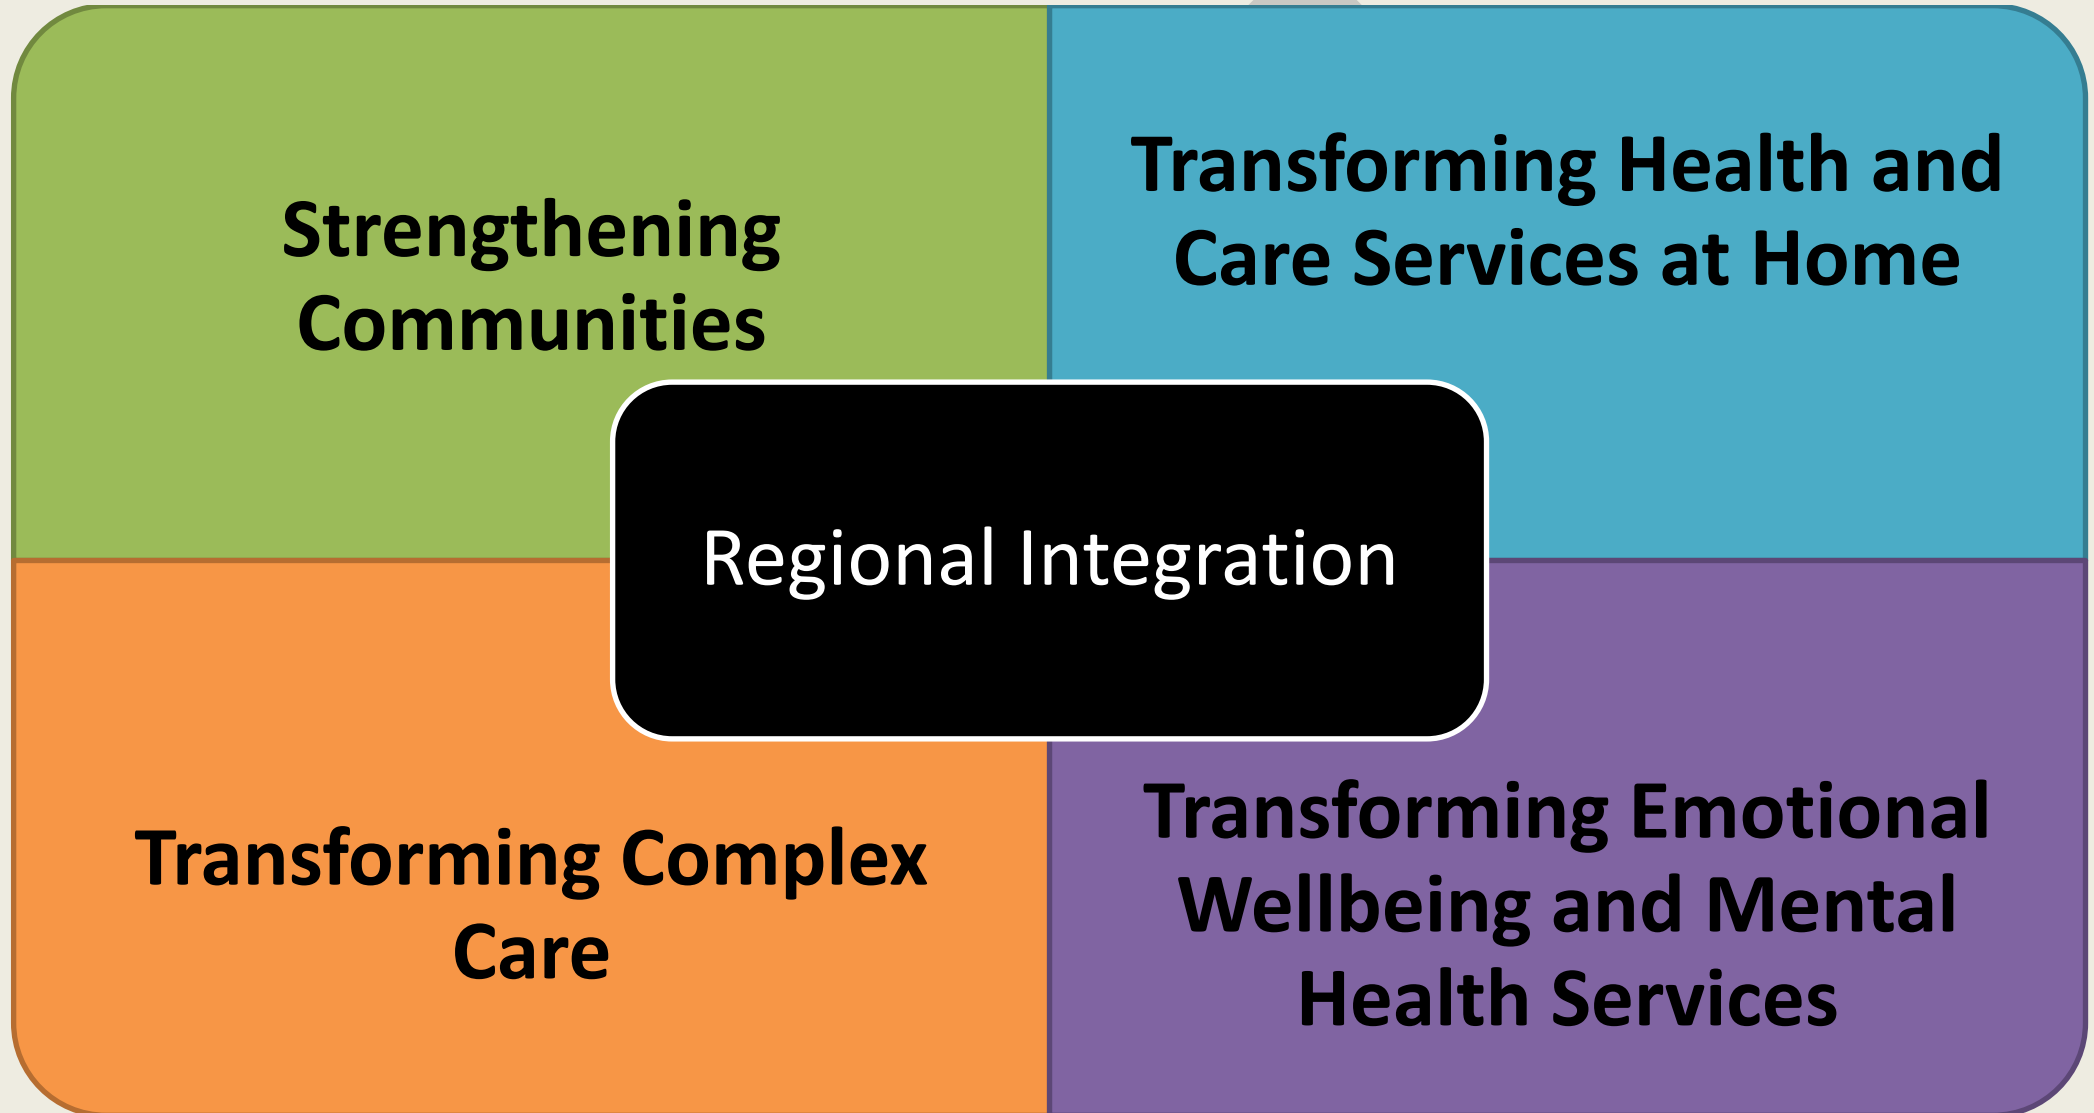 Strengthening
Communities
Transforming Health and
Care Services at Home
Regional Integration
Transforming Complex
Care
Transforming Emotional
Wellbeing and Mental
Health Services